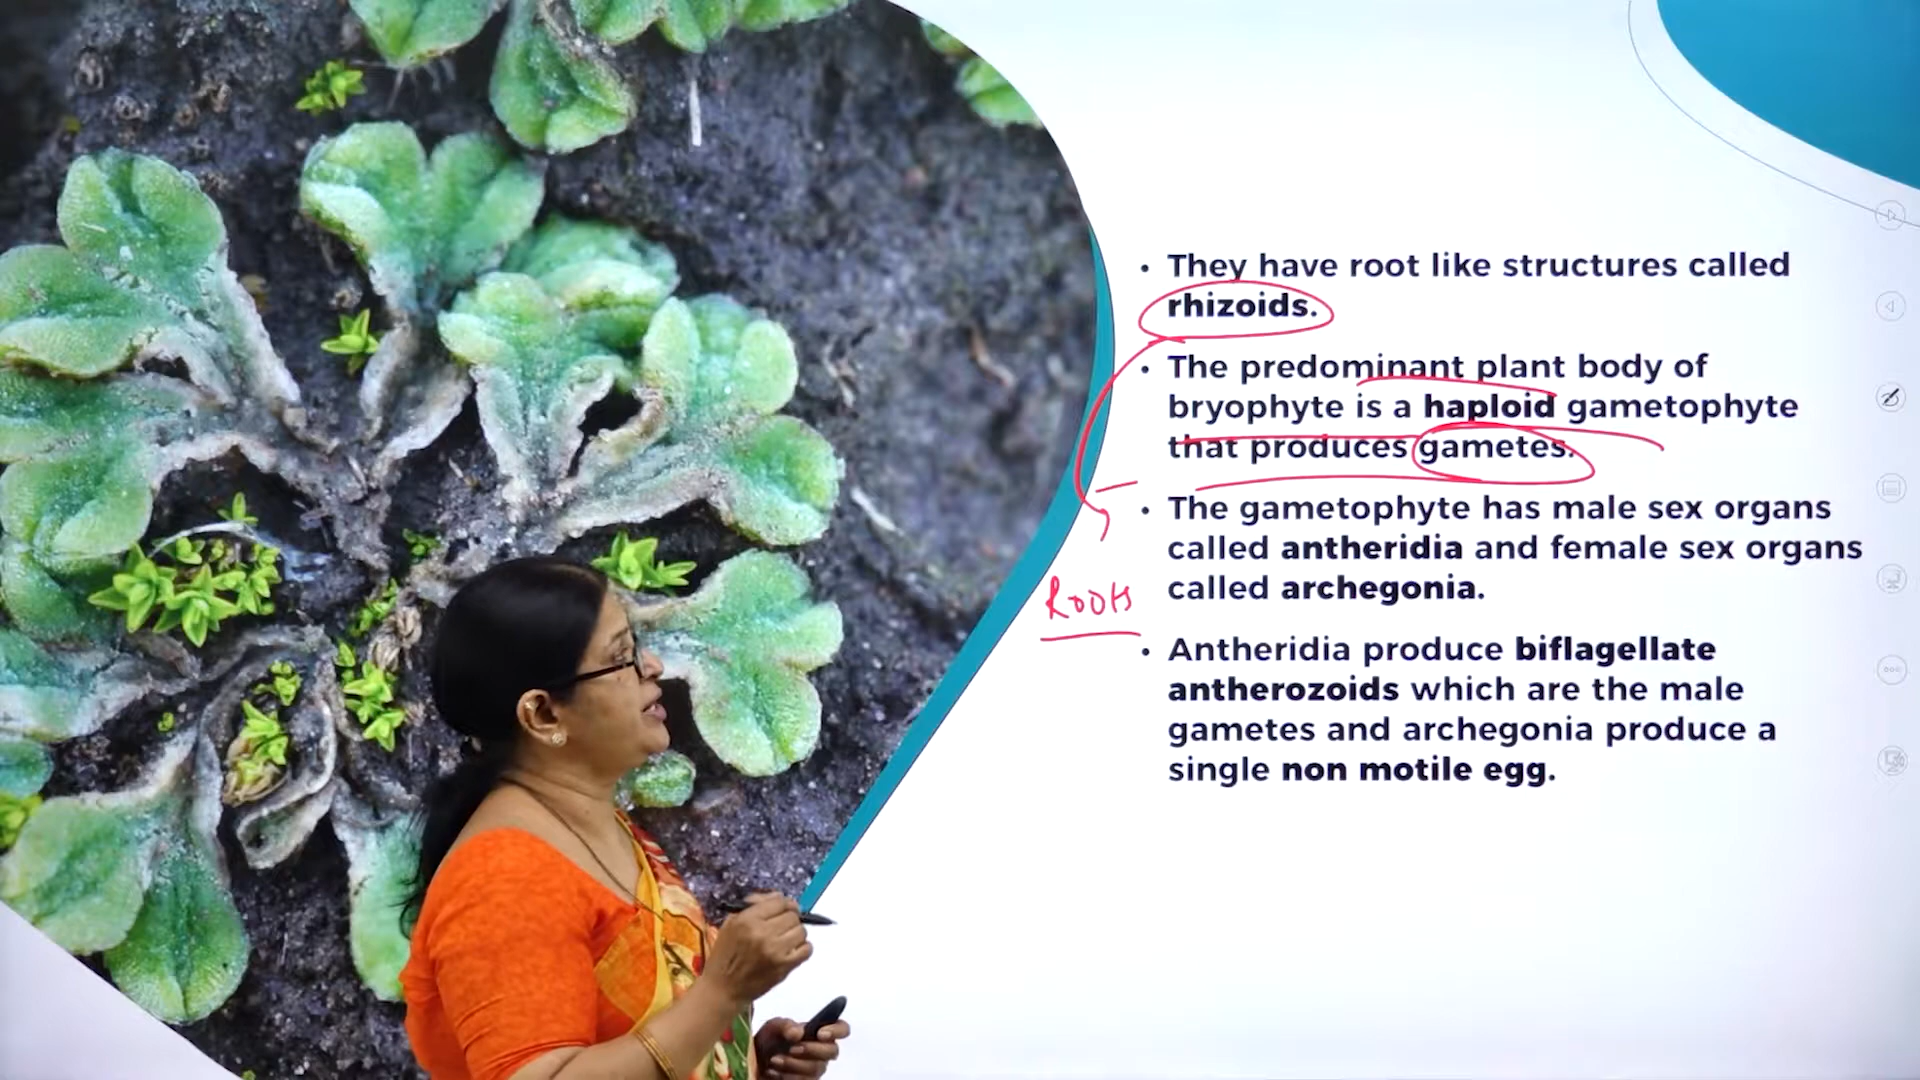 • They have root like structures called
rhizoids.
• The predominant plant body of
bryophyte is a haploid gametophyte
that produces gametes.
• The gametophyte has male sex organs
called antheridia and female sex organs
called archegonia.
Roots
• Antheridia produce biflagellate
antherozoids which are the male
gametes and archegonia produce a
single non motile egg.